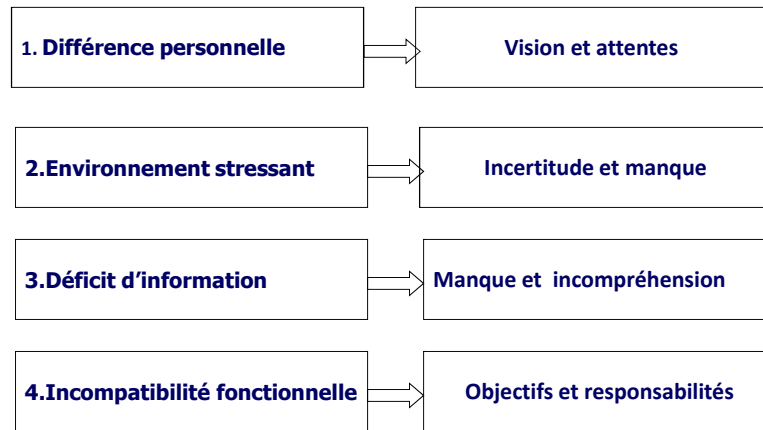 1. Différence personnelle
Vision et attentes
2.Environnement stressant
Incertitude et manque
3.Déficit d’information
Manque et incompréhension
4.Incompatibilité fonctionnelle
Objectifs et responsabilités